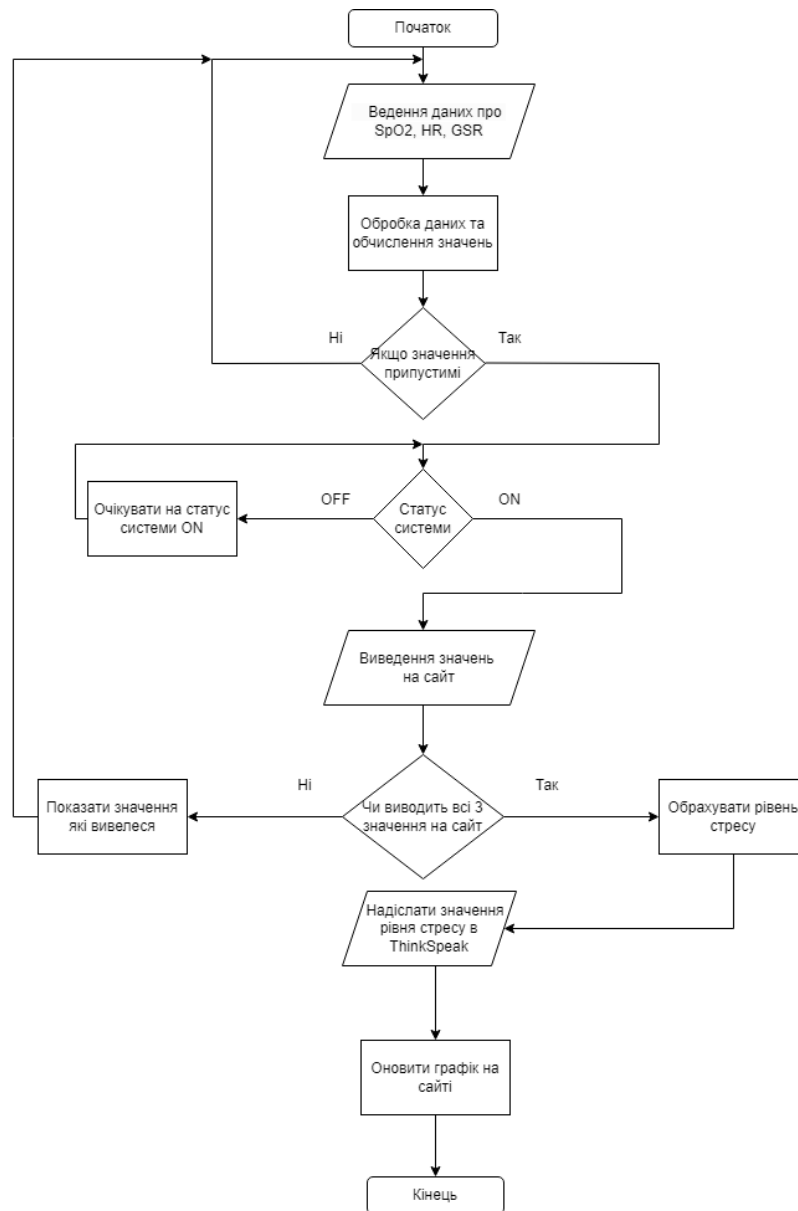 Початок
Ведення даних про
SpO2, HR, GSR
Обробка даних та
обчислення значень
Ні
Так
Якщо значення
припустимі
Очікувати на статус
системи ON
OFF
Статус
системи
ON
Виведення значень
на сайт
Ні
Так
Показати значення
які вивелеся
Чи виводить всі 3
значення на сайт
Обрахувати рівень
стресу
Надіслати значення
рівня стресу в
ThinkSpeak
Оновити графік на
сайті
Кінець